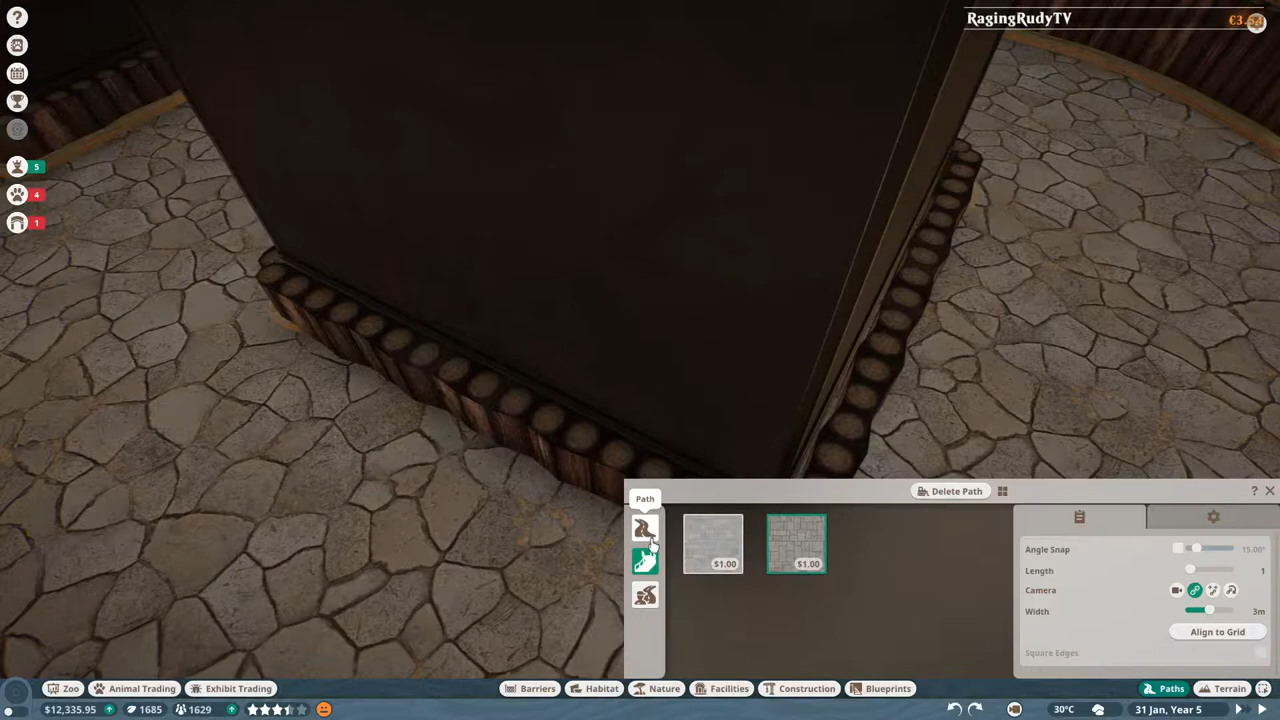 RagingRudyTV
?
5
4
1
Path
Delete Path
?
$1.00
$1.00
Angle Snap 15.00°
Length 1
Camera
Width 3m
Align to Grid
Square Edges
Zoo Animal Trading Exhibit Trading Barriers Habitat Nature Facilities Construction Blueprints Paths Terrain
$12,335.95 1685 1629 30°C 31 Jan, Year 5